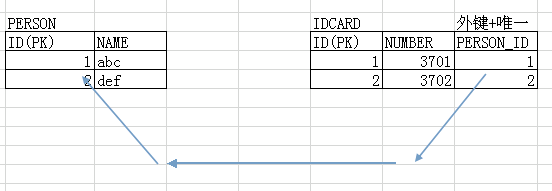 PERSON
ID(PK) NAME
1 abc
2 def
IDCARD 外键+唯一
ID(PK) NUMBER PERSON_ID
1 3701 1
2 3702 2